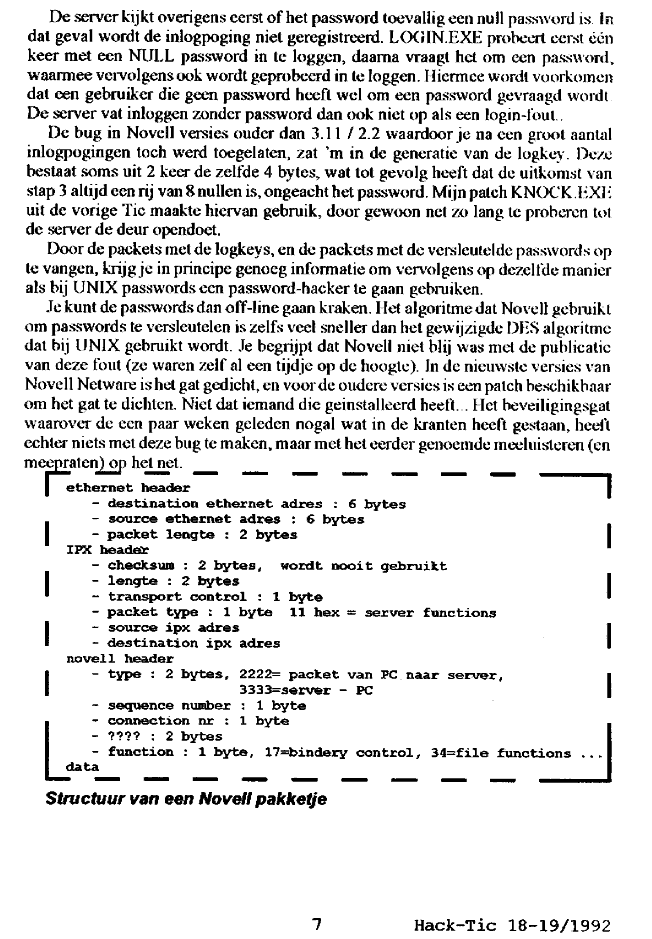 De server kijkt overigens eerst of het password toevallig een null password is. In
dat geval wordt de inlogpoging niet geregistreerd. LOGIN.EXE probeert eerst één
keer met een NULL password in te loggen, daarna vraagt het om een password,
waarmee vervolgens ook wordt geprobeerd in te loggen. Hiermee wordt voorkomen
dat een gebruiker die geen password heeft wel om een password gevraagd wordt.
De server vat inloggen zonder password dan ook niet op als een login-fout..
De bug in Novell versies ouder dan 3.11 / 2.2 waardoor je na een groot aantal
inlogpogingen toch werd toegelaten, zat 'm in de generatie van de logkey. Deze
bestaat soms uit 2 keer de zelfde 4 bytes, wat tot gevolg heeft dat de uitkomst van
stap 3 altijd een rij van 8 nullen is, ongeacht het password. Mijn patch KNOCK.EXE
uit de vorige Tic maakte hiervan gebruik, door gewoon net zo lang te proberen tot
de server de deur opendoet.
Door de packets met de logkeys, en de packets met de versleutelde passwords op
te vangen, krijg je in principe genoeg informatie om vervolgens op dezelfde manier
als bij UNIX passwords een password-hacker te gaan gebruiken.
Je kunt de passwords dan off-line gaan kraken. Het algoritme dat Novell gebruikt
om passwords te versleutelen is zelfs veel sneller dan het gewijzigde DES algoritme
dat bij UNIX gebruikt wordt. Je begrijpt dat Novell niet blij was met de publicatie
van deze fout (ze waren zelf al een tijdje op de hoogte). In de nieuwste versies van
Novell Netware is het gat gedicht, en voor de oudere versies is een patch beschikbaar
om het gat te dichten. Niet dat iemand die geinstalleerd heeft... Het beveiligingsgat
waarover de een paar weken geleden nogal wat in de kranten heeft gestaan, heeft
echter niets met deze bug te maken, maar met het eerder genoemde meeluisteren (en
meepraten) op het net.
ethernet header
- destination ethernet adres : 6 bytes
- source ethernet adres : 6 bytes
- packet lengte : 2 bytes
IPX header
- checksum : 2 bytes, wordt nooit gebruikt
- lengte : 2 bytes
- transport control : 1 byte
- packet type : 1 byte 11 hex = server functions
- source ipx adres
- destination ipx adres
novell header
- type : 2 bytes, 2222= packet van PC naar server,
3333=server - PC
- sequence number : 1 byte
- connection nr : 1 byte
- ???? : 2 bytes
- function : 1 byte, 17=bindery control, 34=file functions ...
data
Structuur van een Novell pakketje
7 Hack-Tic 18-19/1992